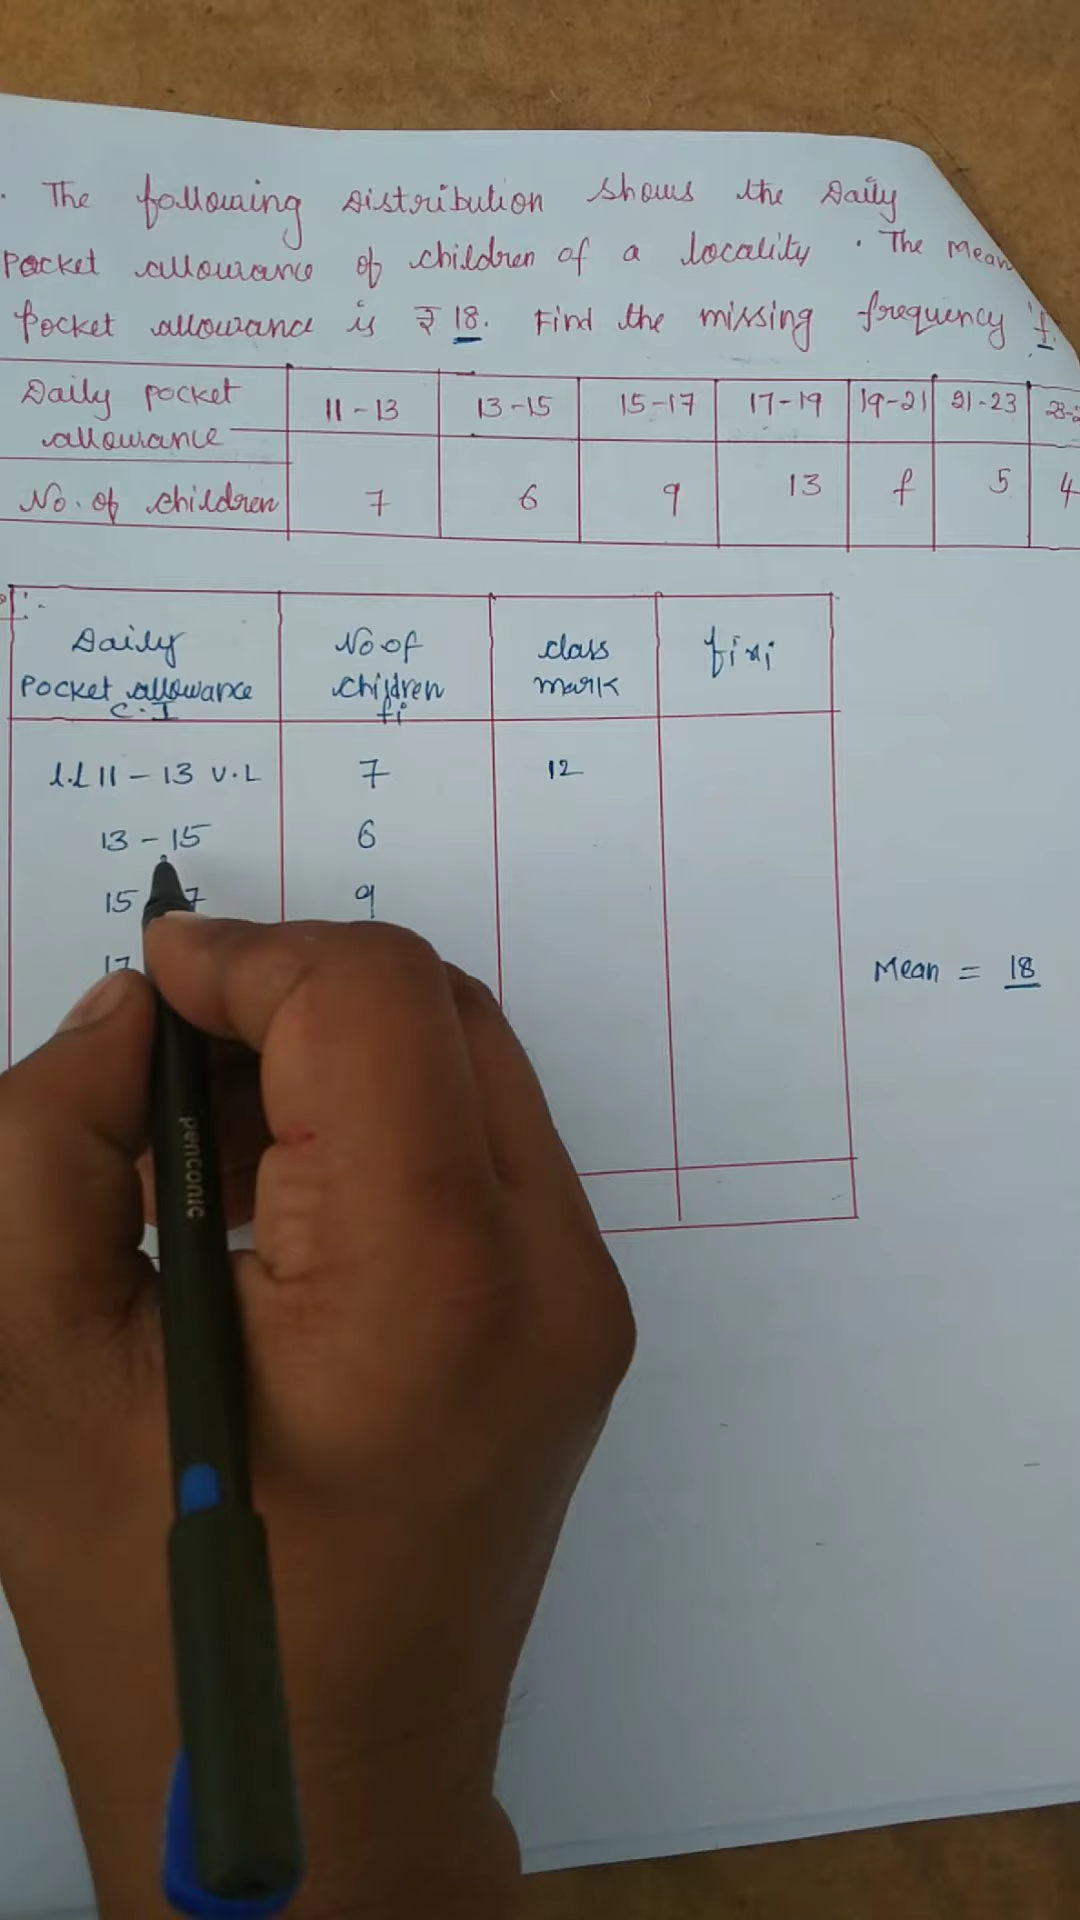 . The following Distribution shows the Daily
Pocket allowance of children of a locality . The Mean
Pocket allowance is ₹ 18. Find the missing frequency 'f.
Daily pocket allowance 11-13 13-15 15-17 17-19 19-21 21-23
No. of children 7 6 9 13 f 5 4
Daily Pocket allowance C.I No of children fi class mark fixi
l.l 11 - 13 U.L 7 12
13 - 15 6
15 7 9
17
Mean = 18
penconic